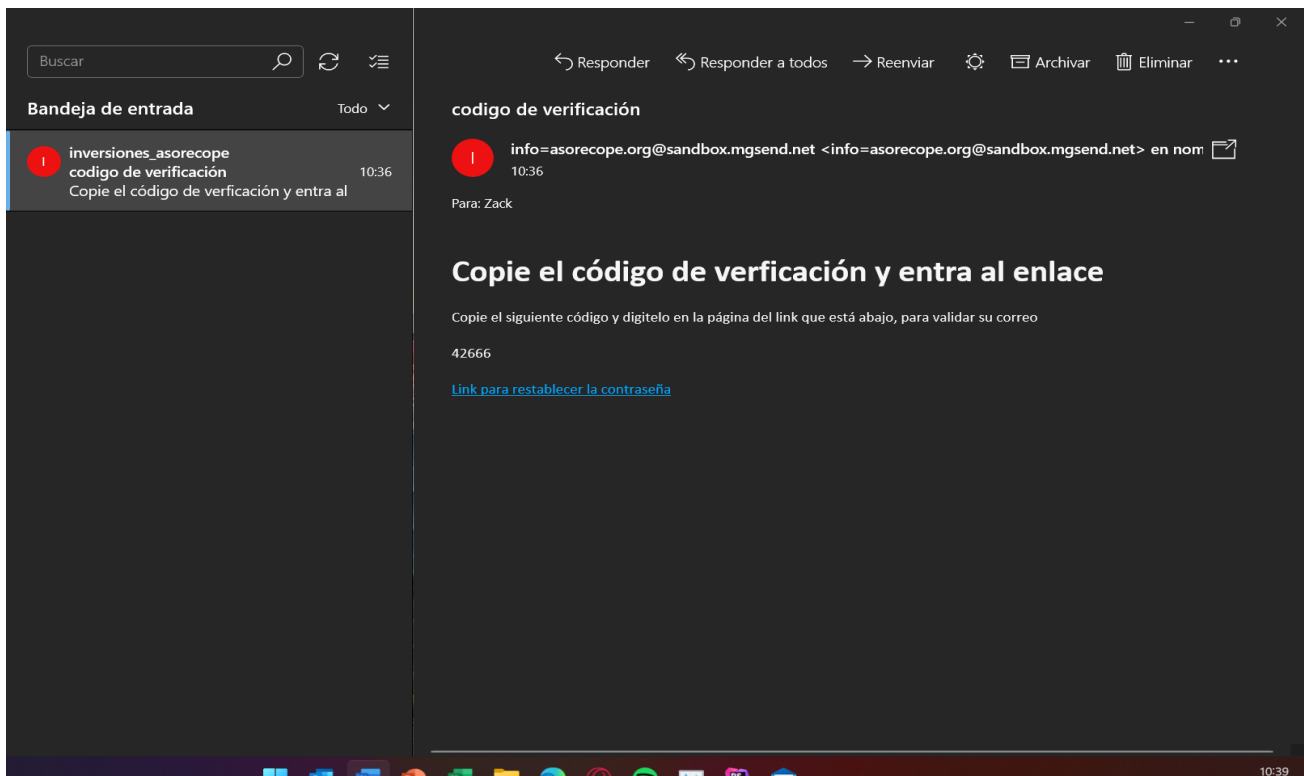 Buscar
Responder
Responder a todos
Reenviar
Archivar
Eliminar
Bandeja de entrada
Todo
codigo de verificación
I
inversiones_asorecope
codigo de verificación
10:36
Copie el código de verficación y entra al
I
info=asorecope.org@sandbox.mgsend.net <info=asorecope.org@sandbox.mgsend.net> en nom
10:36
Para: Zack
Copie el código de verficación y entra al enlace
Copie el siguiente código y digitelo en la página del link que está abajo, para validar su correo
42666
Link para restablecer la contraseña
10:39